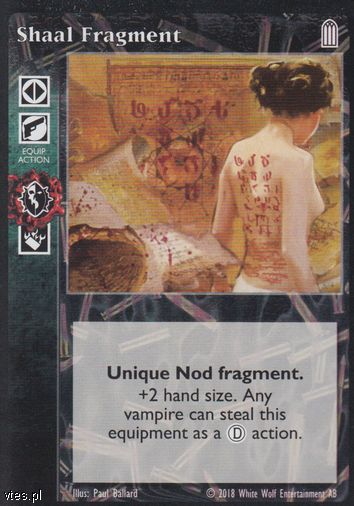 Shaal Fragment
EQUIP
ACTION
Unique Nod fragment.
+2 hand size. Any
vampire can steal this
equipment as a Ⓓ action.
vtes.pl
Illus: Paul Ballard
© 2018 White Wolf Entertainment AB